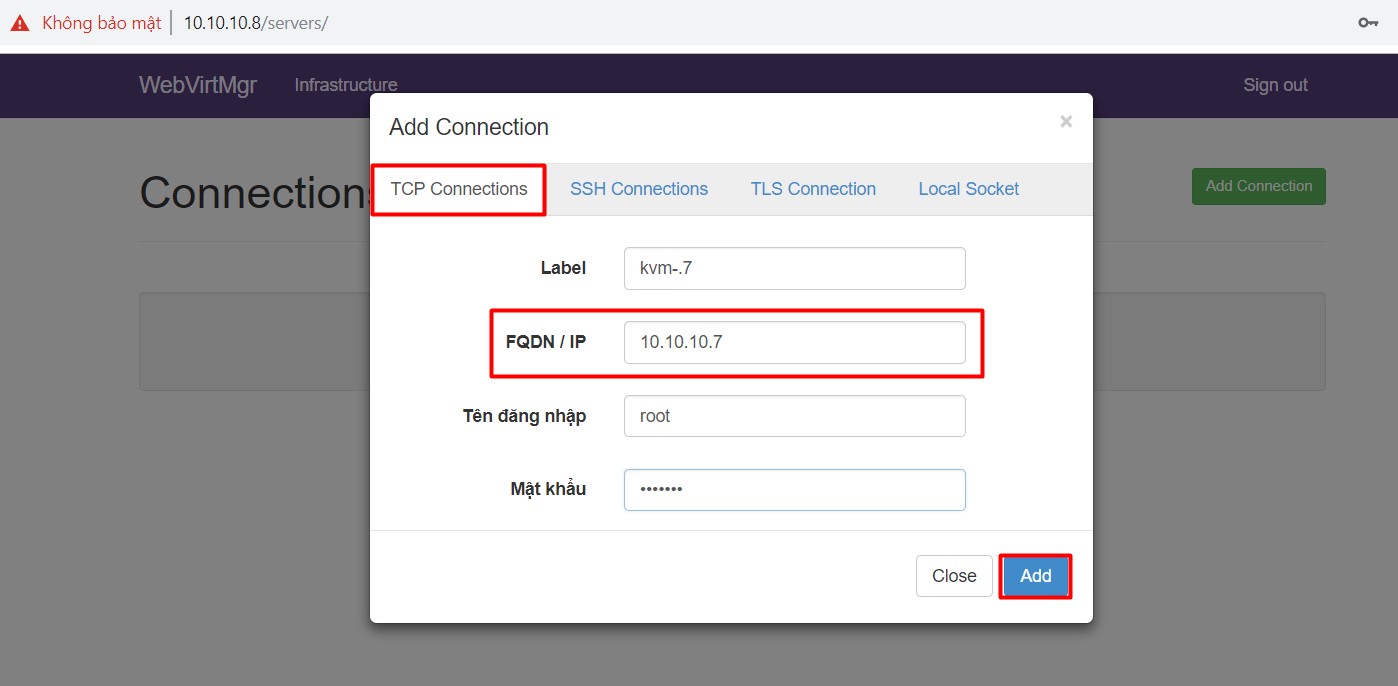 Không bảo mật 10.10.10.8/servers/
WebVirtMgr Infrastructure Sign out
Add Connection
×
Connections
Add Connection
TCP Connections SSH Connections TLS Connection Local Socket
Label kvm-.7
FQDN / IP 10.10.10.7
Tên đăng nhập root
Mật khẩu •••••••
Close Add